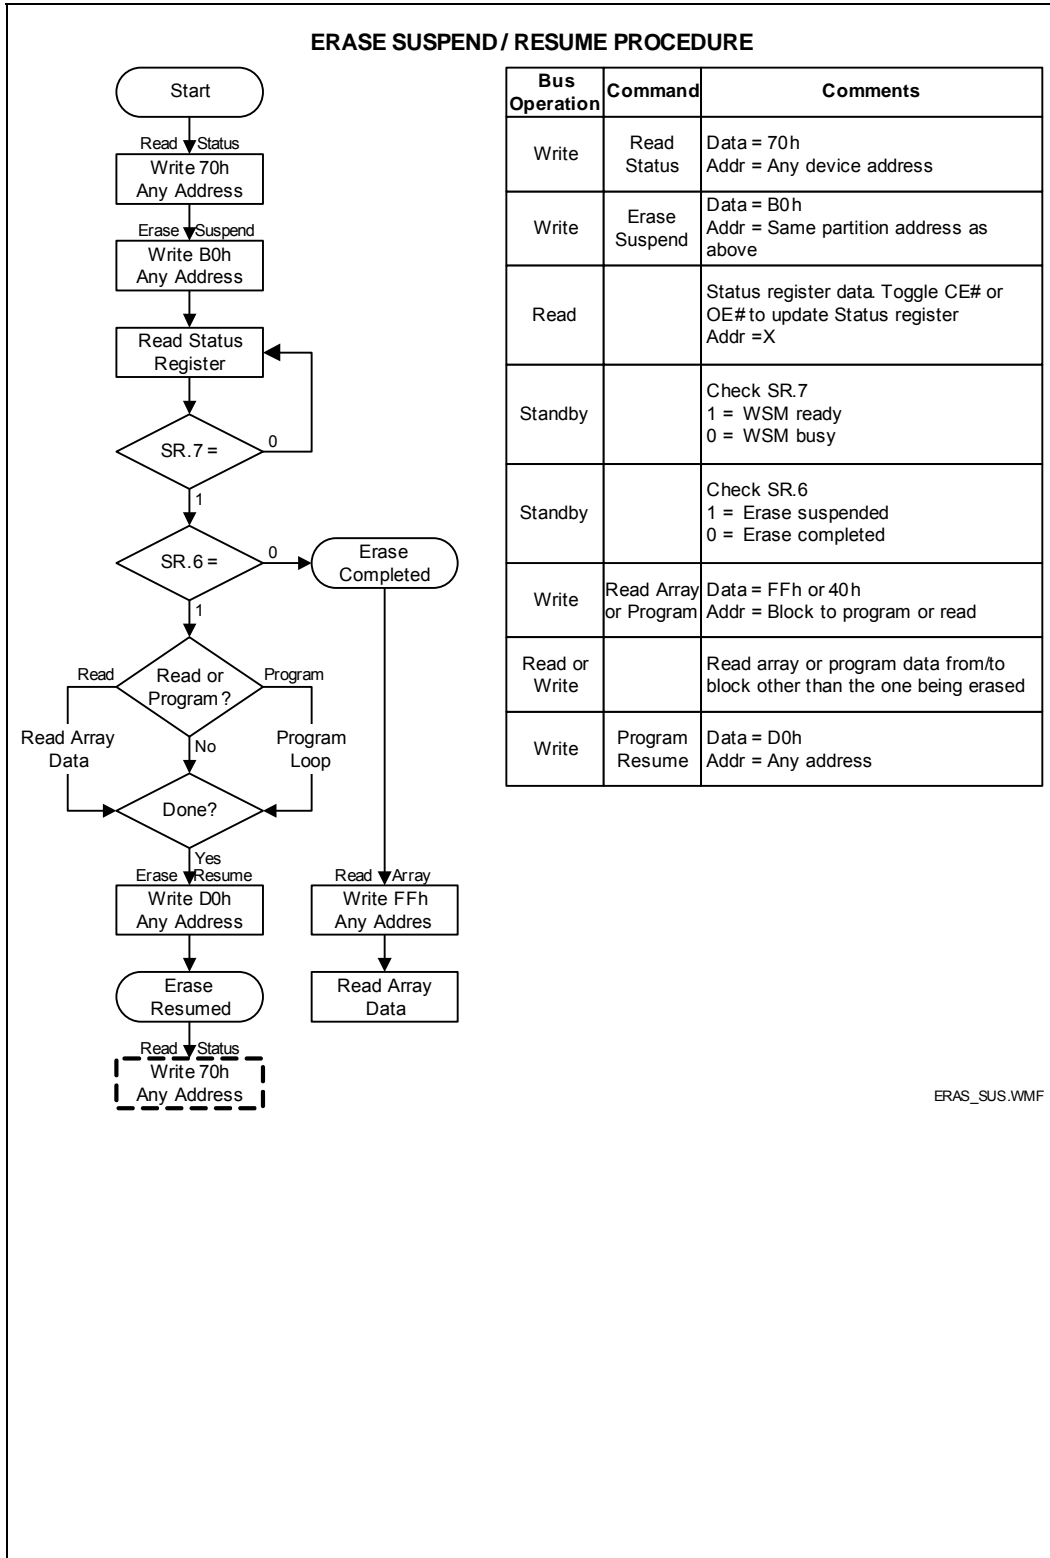 ERASE SUSPEND / RESUME PROCEDURE
Start
Read Status
Write 70h
Any Address
Erase Suspend
Write B0h
Any Address
Read Status
Register
SR.7 =
0
1
SR.6 =
0
Erase
Completed
1
Read
Read or
Program?
Program
Read Array
Data
No
Program
Loop
Done?
Yes
Erase Resume
Write D0h
Any Address
Read Array
Write FFh
Any Addres
Erase
Resumed
Read Array
Data
Read Status
Write 70h
Any Address
Bus
Operation
Command
Comments
Write
Read
Status
Data = 70h
Addr = Any device address
Write
Erase
Suspend
Data = B0h
Addr = Same partition address as
above
Read
Status register data. Toggle CE# or
OE# to update Status register
Addr =X
Standby
Check SR.7
1 = WSM ready
0 = WSM busy
Standby
Check SR.6
1 = Erase suspended
0 = Erase completed
Write
Read Array
or Program
Data = FFh or 40h
Addr = Block to program or read
Read or
Write
Read array or program data from/to
block other than the one being erased
Write
Program
Resume
Data = D0h
Addr = Any address
ERAS_SUS.WMF